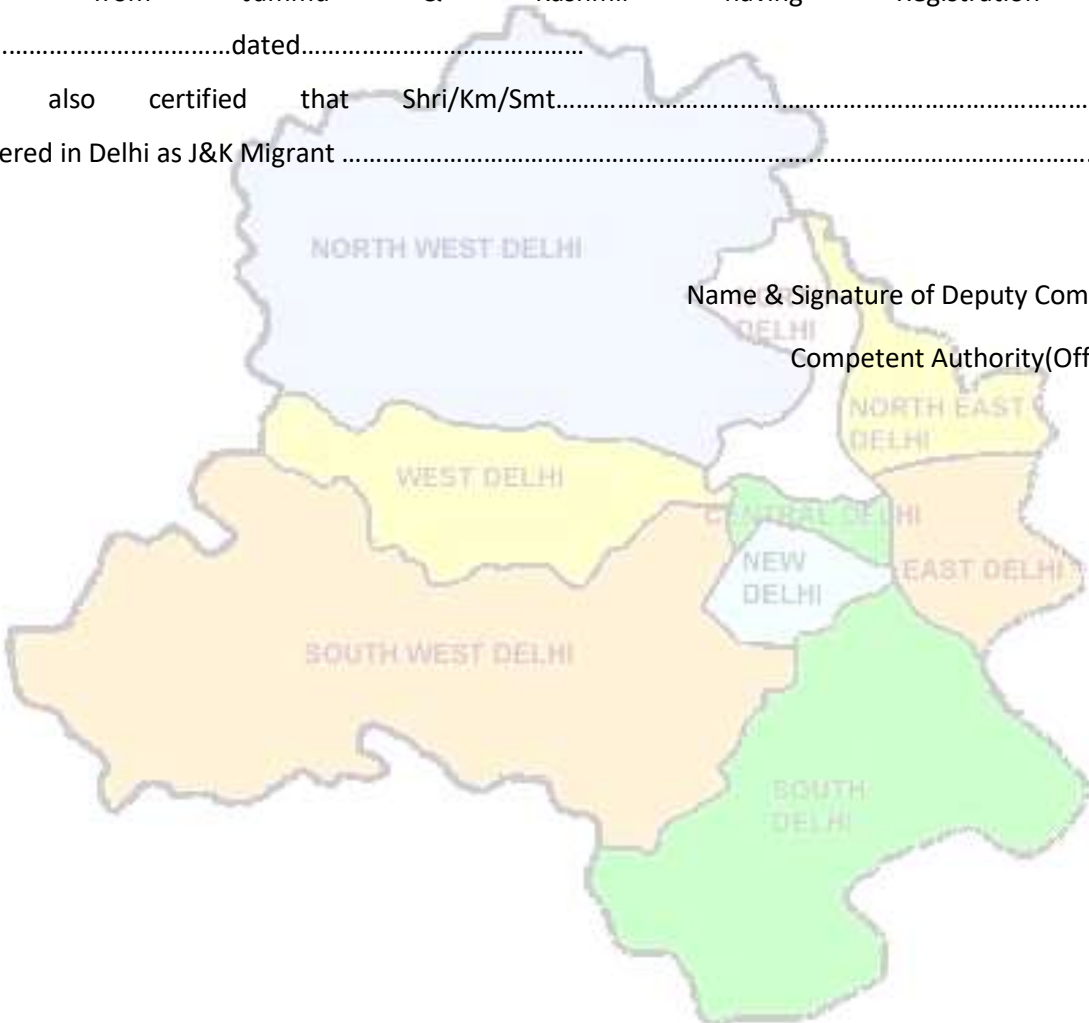 from Jammu & Kashmir having Registration
....................................dated............................................
also certified that Shri/Km/Smt....................................................................................
ered in Delhi as J&K Migrant ....................................................................................................................
NORTH WEST DELHI
Name & Signature of Deputy Com
DELHI
Competent Authority(Off
NORTH EAST
DELHI
WEST DELHI
CENTRAL DELHI
NEW
DELHI
EAST DELHI
SOUTH WEST DELHI
SOUTH
DELHI